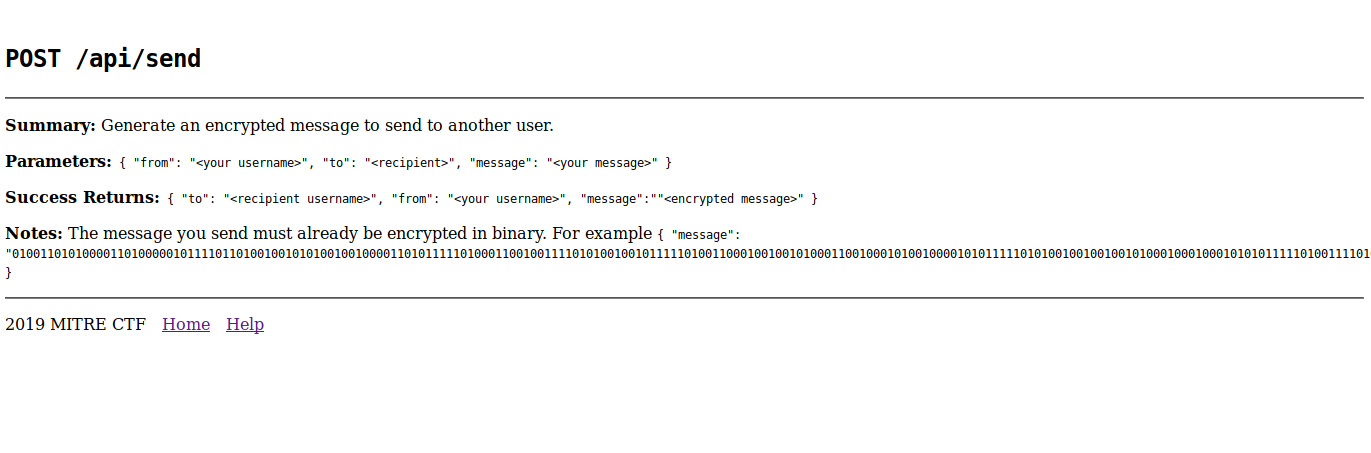 POST /api/send
Summary: Generate an encrypted message to send to another user.
Parameters: { "from": "<your username>", "to": "<recipient>", "message": "<your message>" }
Success Returns: { "to": "<recipient username>", "from": "<your username>", "message":""<encrypted message>" }
Notes: The message you send must already be encrypted in binary. For example { "message":
"01001101010000110100000101111011010010010101001001000011010111110100011001001111010100100101111101001100010010010100011001000101001000010101111101010010010010010100010001000101010111110100111101
}
2019 MITRE CTF Home Help